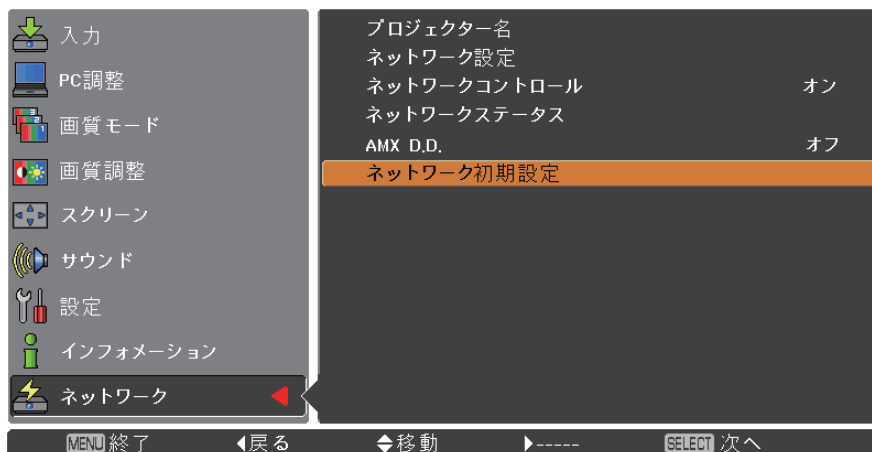 入力
PC調整
画質モード
画質調整
スクリーン
サウンド
設定
インフォメーション
ネットワーク
プロジェクター名
ネットワーク設定
ネットワークコントロール オン
ネットワークステータス
AMX D.D. オフ
ネットワーク初期設定
MENU 終了 ◀戻る ◆移動 ▶----- SELECT 次へ